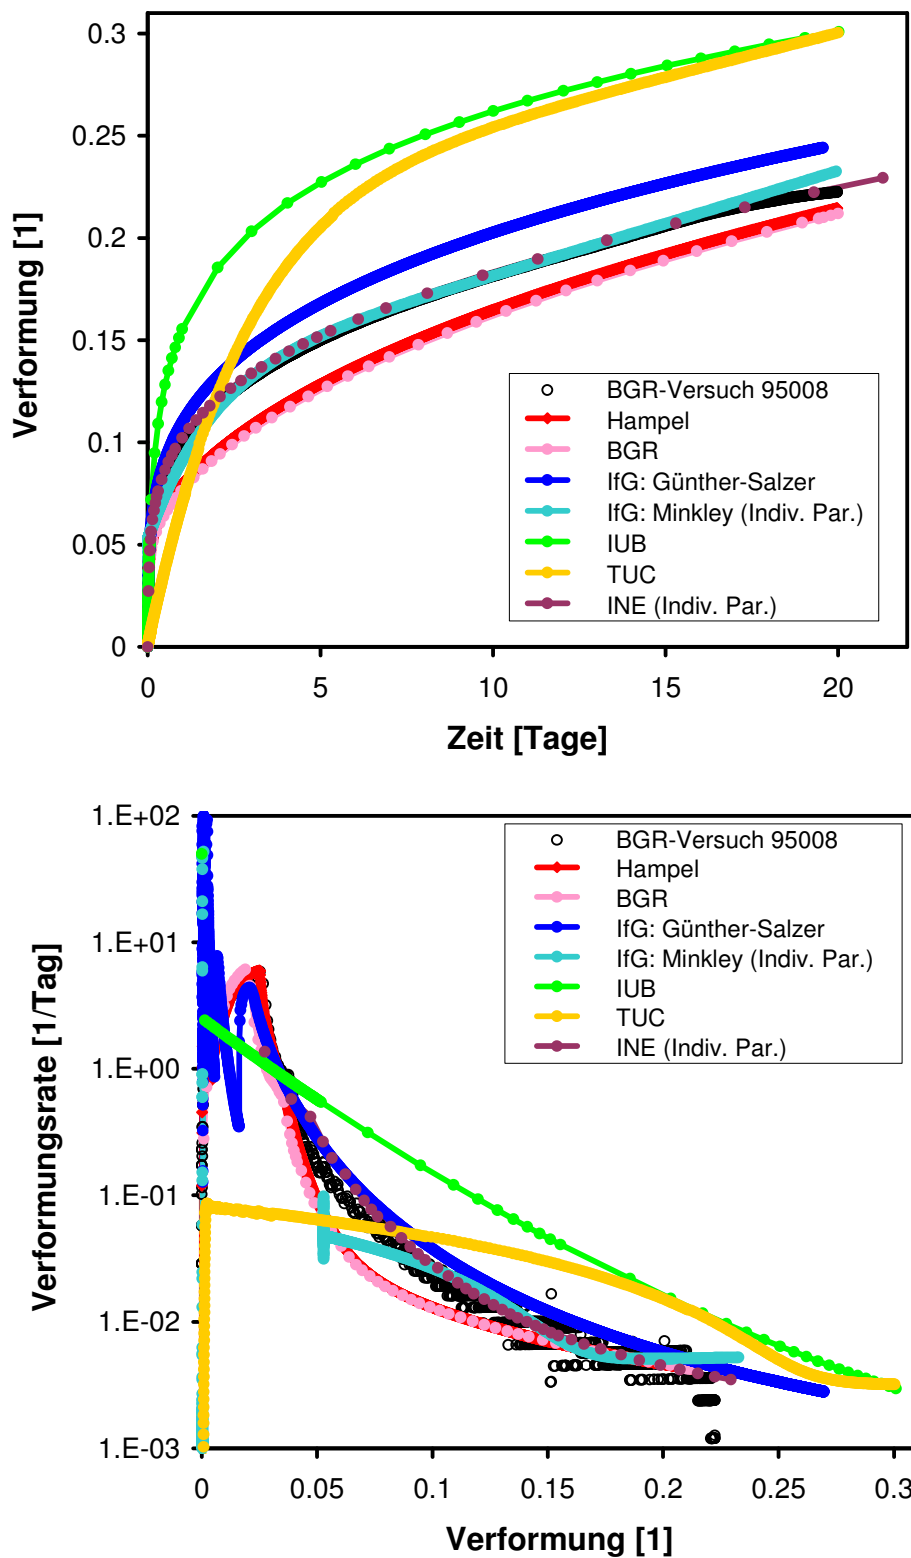 0.3
0.25
0.2
0.15
0.1
0.05
0
Verformung [1]
BGR-Versuch 95008
Hampel
BGR
IfG: Günther-Salzer
IfG: Minkley (Indiv. Par.)
IUB
TUC
INE (Indiv. Par.)
0 5 10 15 20
Zeit [Tage]
1.E+02
1.E+01
1.E+00
1.E-01
1.E-02
1.E-03
Verformungsrate [1/Tag]
BGR-Versuch 95008
Hampel
BGR
IfG: Günther-Salzer
IfG: Minkley (Indiv. Par.)
IUB
TUC
INE (Indiv. Par.)
0 0.05 0.1 0.15 0.2 0.25 0.3
Verformung [1]